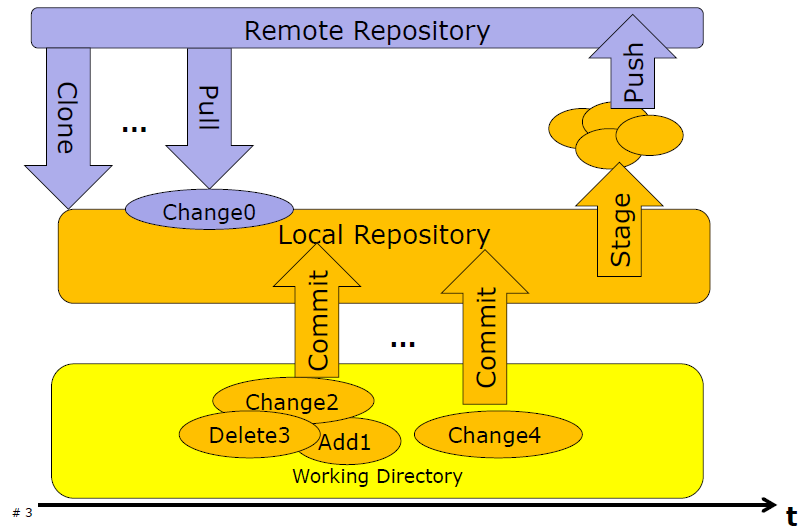 Remote Repository
Clone
...
Pull
Push
Change0
Local Repository
Stage
Commit
...
Commit
Change2
Delete3
Add1
Change4
Working Directory
# 3
t